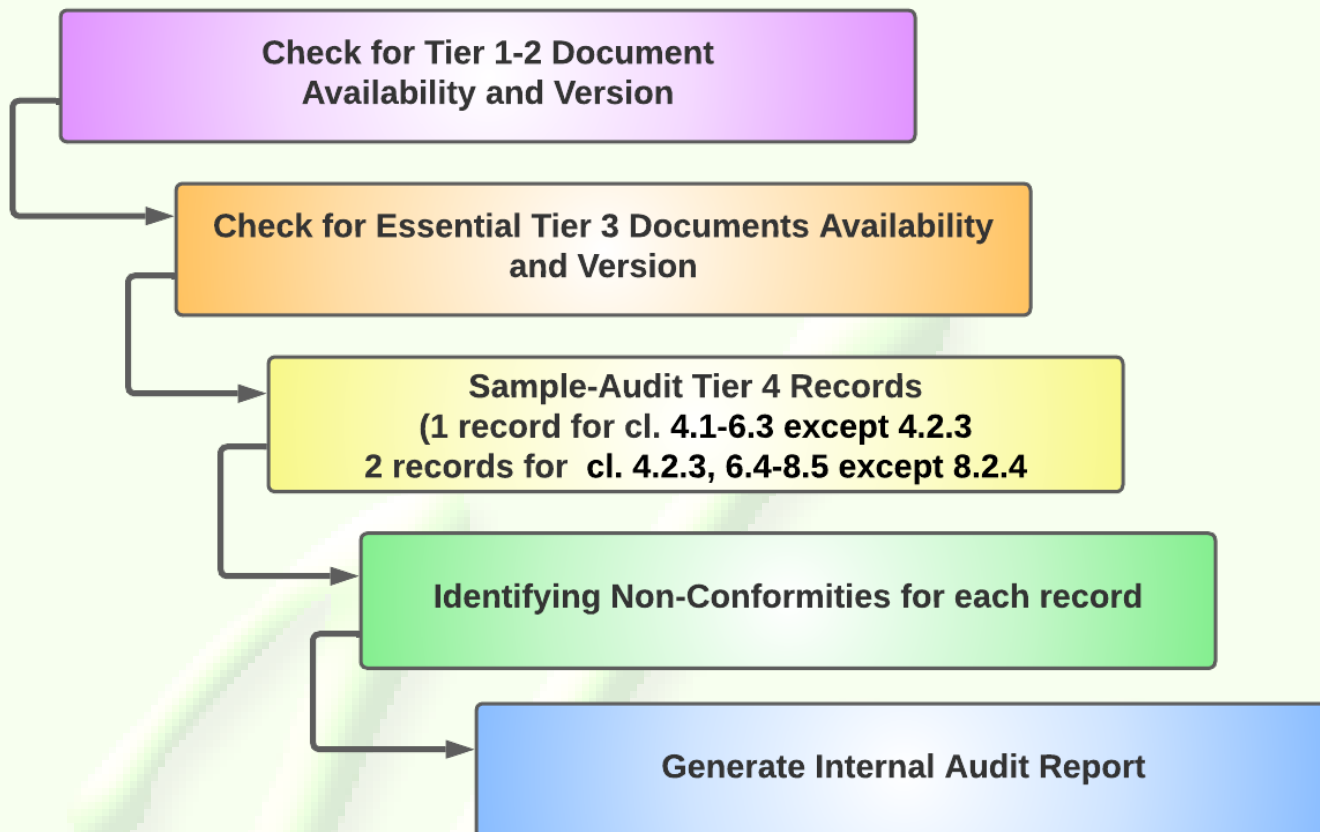 Check for Tier 1-2 Document
Availability and Version
Check for Essential Tier 3 Documents Availability
and Version
Sample-Audit Tier 4 Records
(1 record for cl. 4.1-6.3 except 4.2.3
2 records for cl. 4.2.3, 6.4-8.5 except 8.2.4
Identifying Non-Conformities for each record
Generate Internal Audit Report